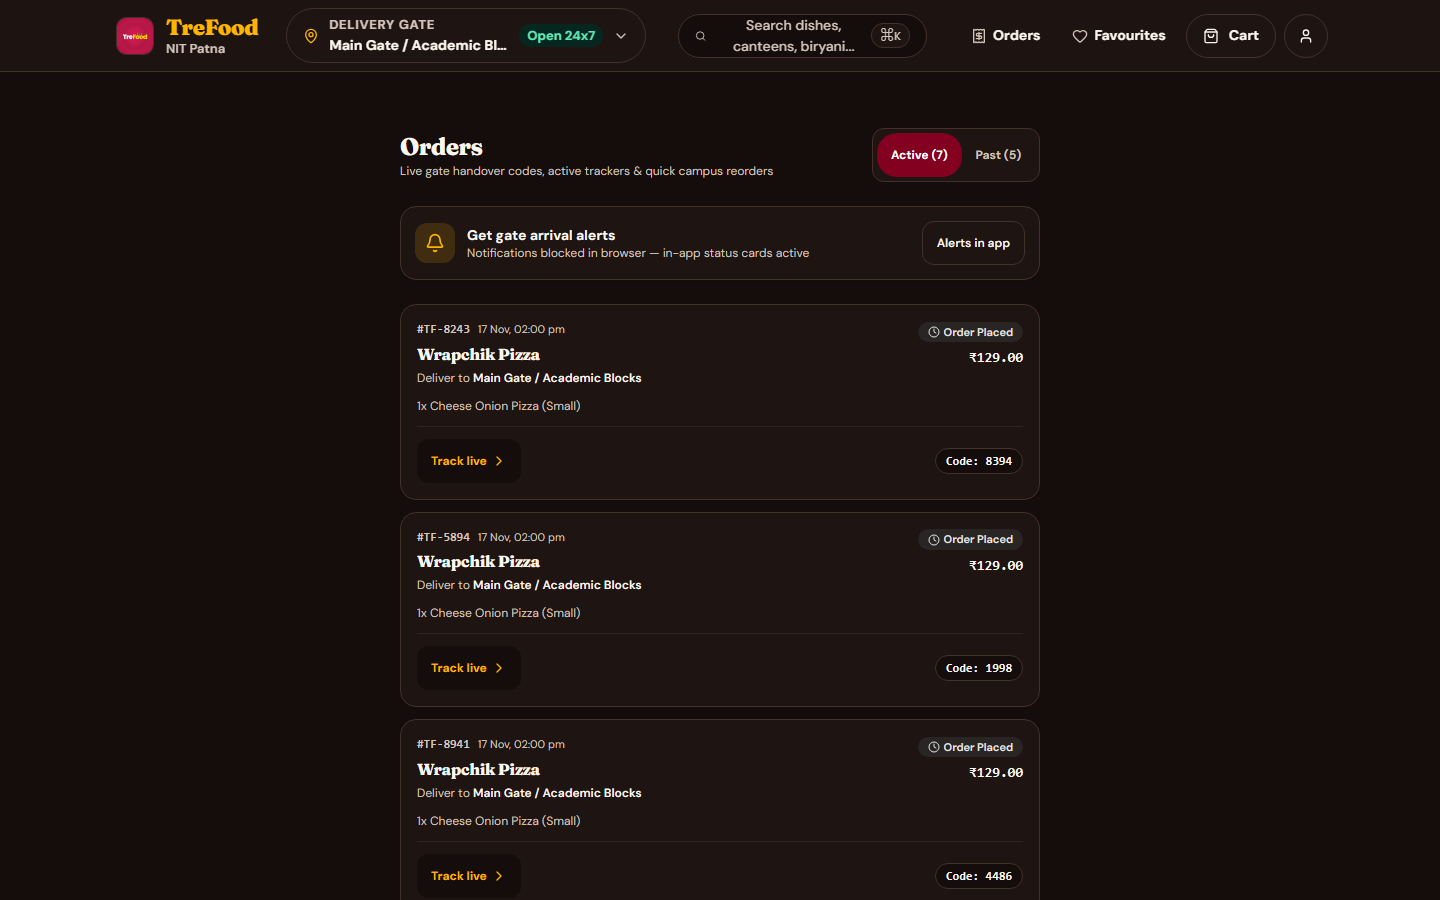 TreFood
TreFood
NIT Patna
DELIVERY GATE
Main Gate / Academic Bl...
Open 24x7
Search dishes,
canteens, biryani...
⌘K
Orders
Favourites
Cart
Orders
Live gate handover codes, active trackers & quick campus reorders
Active (7)
Past (5)
Get gate arrival alerts
Notifications blocked in browser — in-app status cards active
Alerts in app
#TF-8243 17 Nov, 02:00 pm
Order Placed
Wrapchik Pizza
₹129.00
Deliver to Main Gate / Academic Blocks
1x Cheese Onion Pizza (Small)
Track live
Code: 8394
#TF-5894 17 Nov, 02:00 pm
Order Placed
Wrapchik Pizza
₹129.00
Deliver to Main Gate / Academic Blocks
1x Cheese Onion Pizza (Small)
Track live
Code: 1998
#TF-8941 17 Nov, 02:00 pm
Order Placed
Wrapchik Pizza
₹129.00
Deliver to Main Gate / Academic Blocks
1x Cheese Onion Pizza (Small)
Track live
Code: 4486